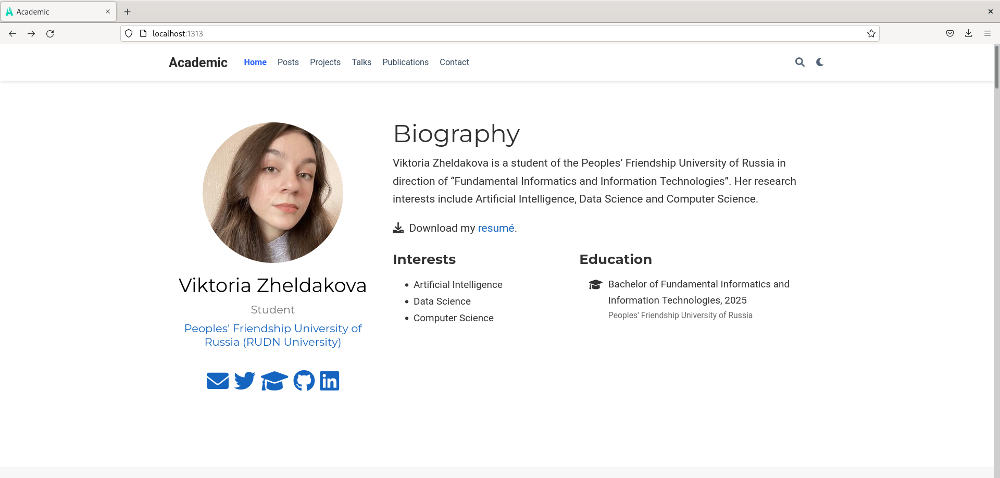 Academic
localhost:1313
Academic Home Posts Projects Talks Publications Contact
Biography
Viktoria Zheldakova is a student of the Peoples’ Friendship University of Russia in
direction of “Fundamental Informatics and Information Technologies”. Her research
interests include Artificial Intelligence, Data Science and Computer Science.
Download my resumé.
Viktoria Zheldakova
Student
Peoples' Friendship University of
Russia (RUDN University)
in
Interests
Artificial Intelligence
Data Science
Computer Science
Education
Bachelor of Fundamental Informatics and
Information Technologies, 2025
Peoples' Friendship University of Russia